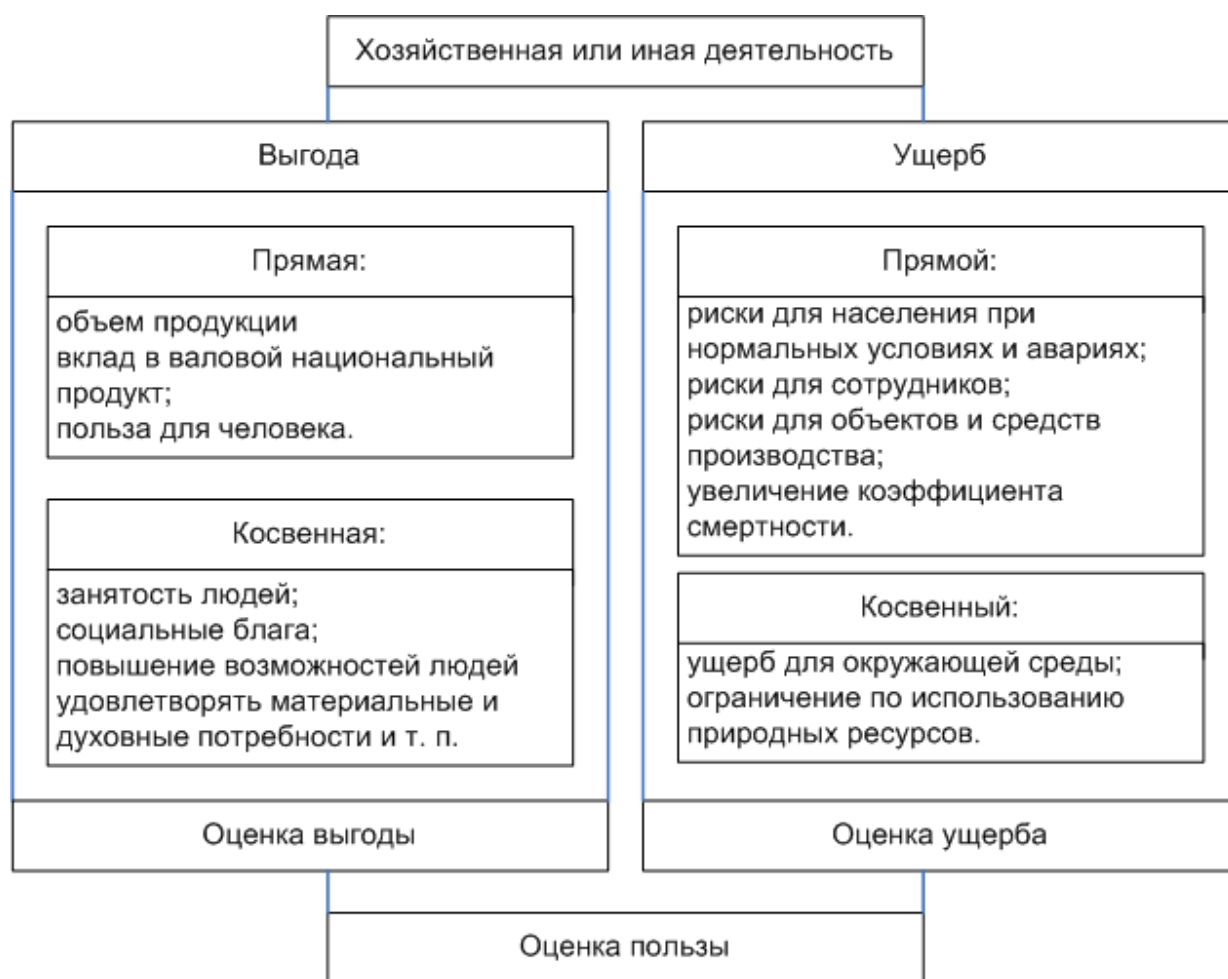 Хозяйственная или иная деятельность
Выгода
Прямая:
объем продукции
вклад в валовой национальный
продукт;
польза для человека.
Косвенная:
занятость людей;
социальные блага;
повышение возможностей людей
удовлетворять материальные и
духовные потребности и т. п.
Оценка выгоды
Ущерб
Прямой:
риски для населения при
нормальных условиях и авариях;
риски для сотрудников;
риски для объектов и средств
производства;
увеличение коэффициента
смертности.
Косвенный:
ущерб для окружающей среды;
ограничение по использованию
природных ресурсов.
Оценка ущерба
Оценка пользы